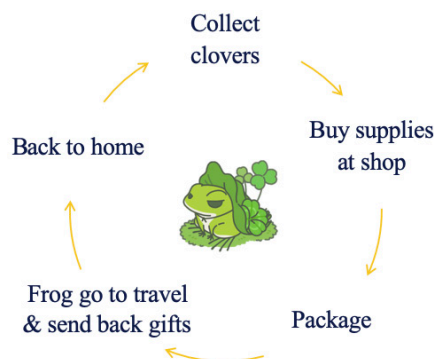 Collect
clovers
Buy supplies
at shop
Package
Frog go to travel
& send back gifts
Back to home